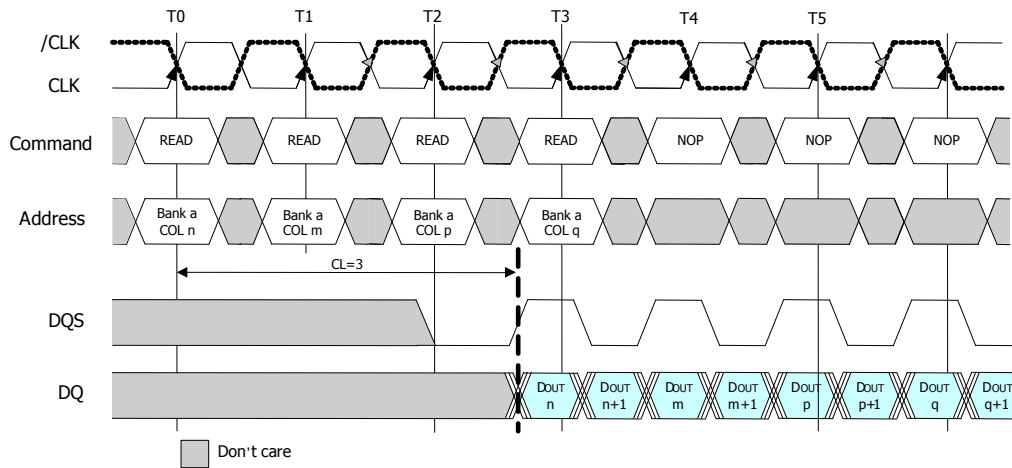 T0 T1 T2 T3 T4 T5
/CLK
CLK
Command READ READ READ READ NOP NOP NOP
Address Bank a COL n Bank a COL m Bank a COL p Bank a COL q
CL=3
DQS
DQ DOUT n DOUT n+1 DOUT m DOUT m+1 DOUT p DOUT p+1 DOUT q DOUT q+1
Don't care